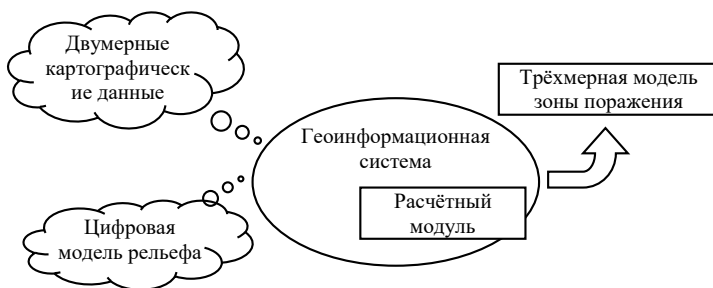 Двумерные
картографическ
ие данные
Трёхмерная модель
зоны поражения
Геоинформационная
система
Расчётный
модуль
Цифровая
модель рельефа